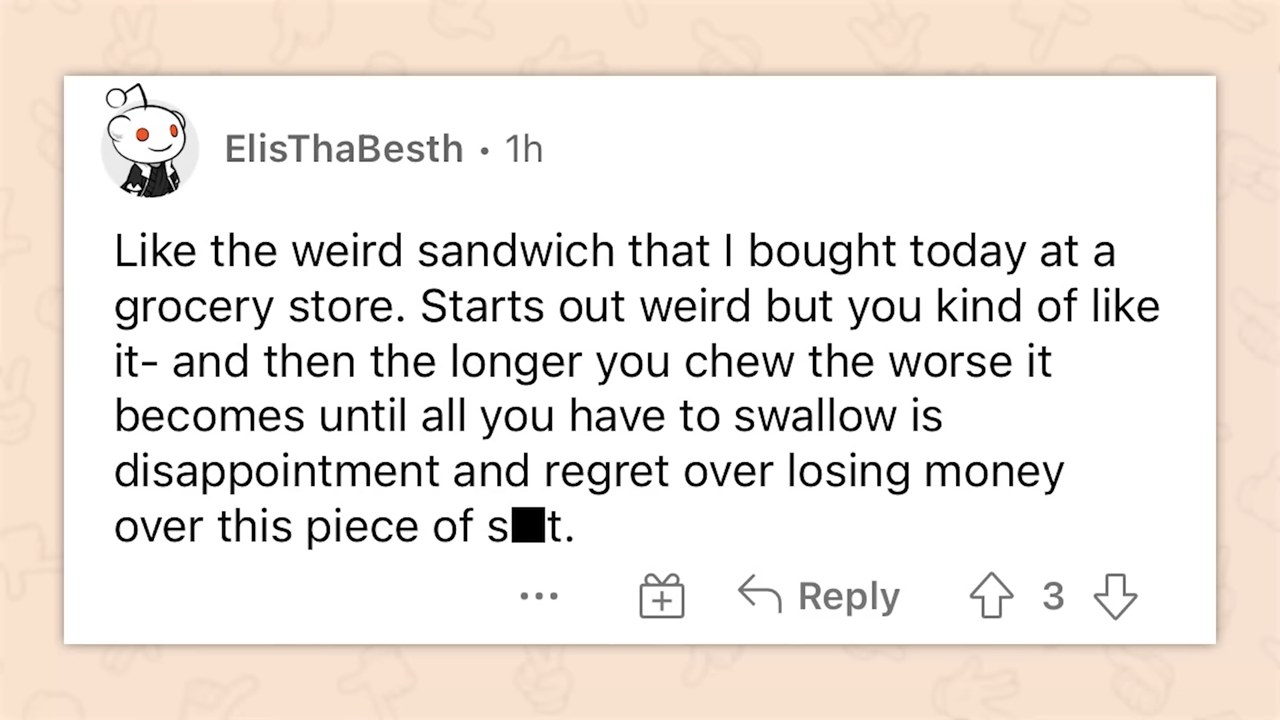 ElisThaBesth • 1h
Like the weird sandwich that I bought today at a
grocery store. Starts out weird but you kind of like
it- and then the longer you chew the worse it
becomes until all you have to swallow is
disappointment and regret over losing money
over this piece of s■t.
... Reply 3